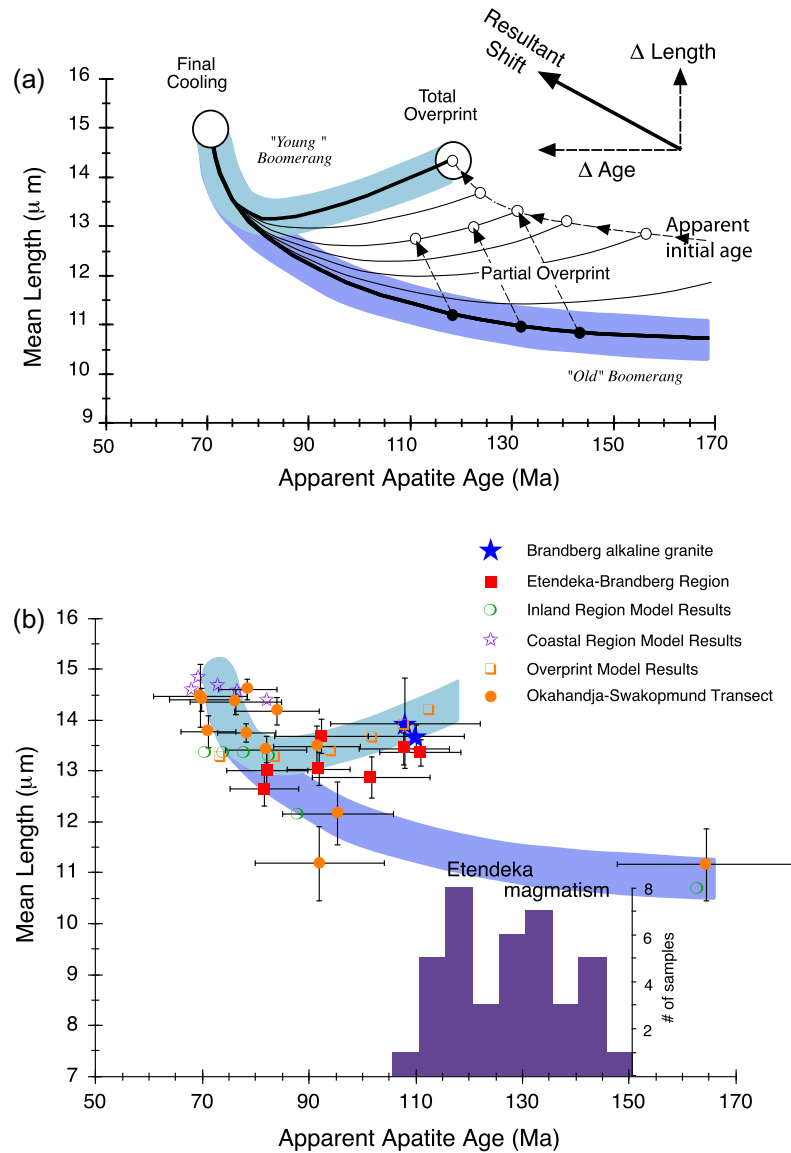 (a)
Resultant
Shift
Δ Length
Δ Age
Final
Cooling
Total
Overprint
"Young "
Boomerang
Apparent
initial age
Partial Overprint
"Old" Boomerang
Mean Length (μ m)
16
15
14
13
12
11
10
9
50
70
90
110
130
150
170
Apparent Apatite Age (Ma)
Brandberg alkaline granite
Etendeka-Brandberg Region
Inland Region Model Results
Coastal Region Model Results
Overprint Model Results
Okahandja-Swakopmund Transect
(b)
Mean Length (μm)
16
15
14
13
12
11
10
9
8
7
Etendeka
magmatism
8
6
4
2
# of samples
50
70
90
110
130
150
170
Apparent Apatite Age (Ma)